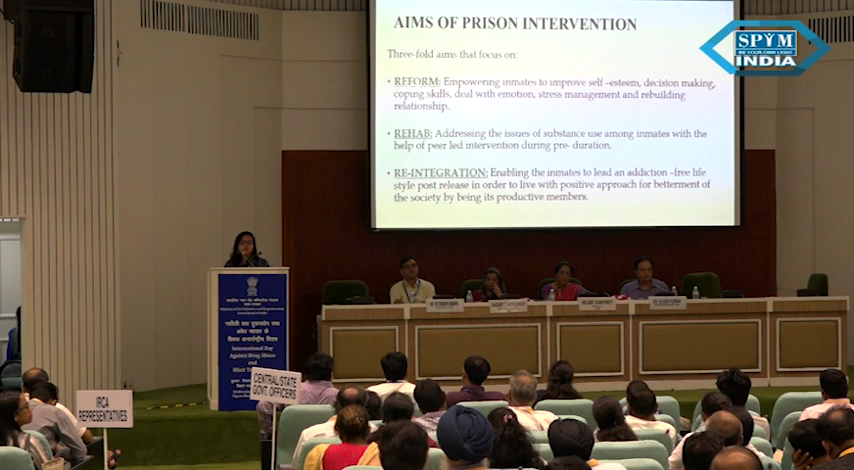 AIMS OF PRISON INTERVENTION
Three-fold aims that focus on:
• REFORM: Empowering inmates to improve self -esteem, decision making,
coping skills, deal with emotion, stress management and rebuilding
relationship.
• REHAB: Addressing the issues of substance use among inmates with the
help of peer led intervention during pre- duration.
• RE-INTEGRATION: Enabling the inmates to lead an addiction -free life
style post release in order to live with positive approach for betterment of
the society by being its productive members.
SPYM
BE YOUR OWN LIGHT
INDIA
International Day
Against Drug Abuse
and
CENTRAL STATE
GOVT. OFFICERS
IRCA
REPRESENTATIVES